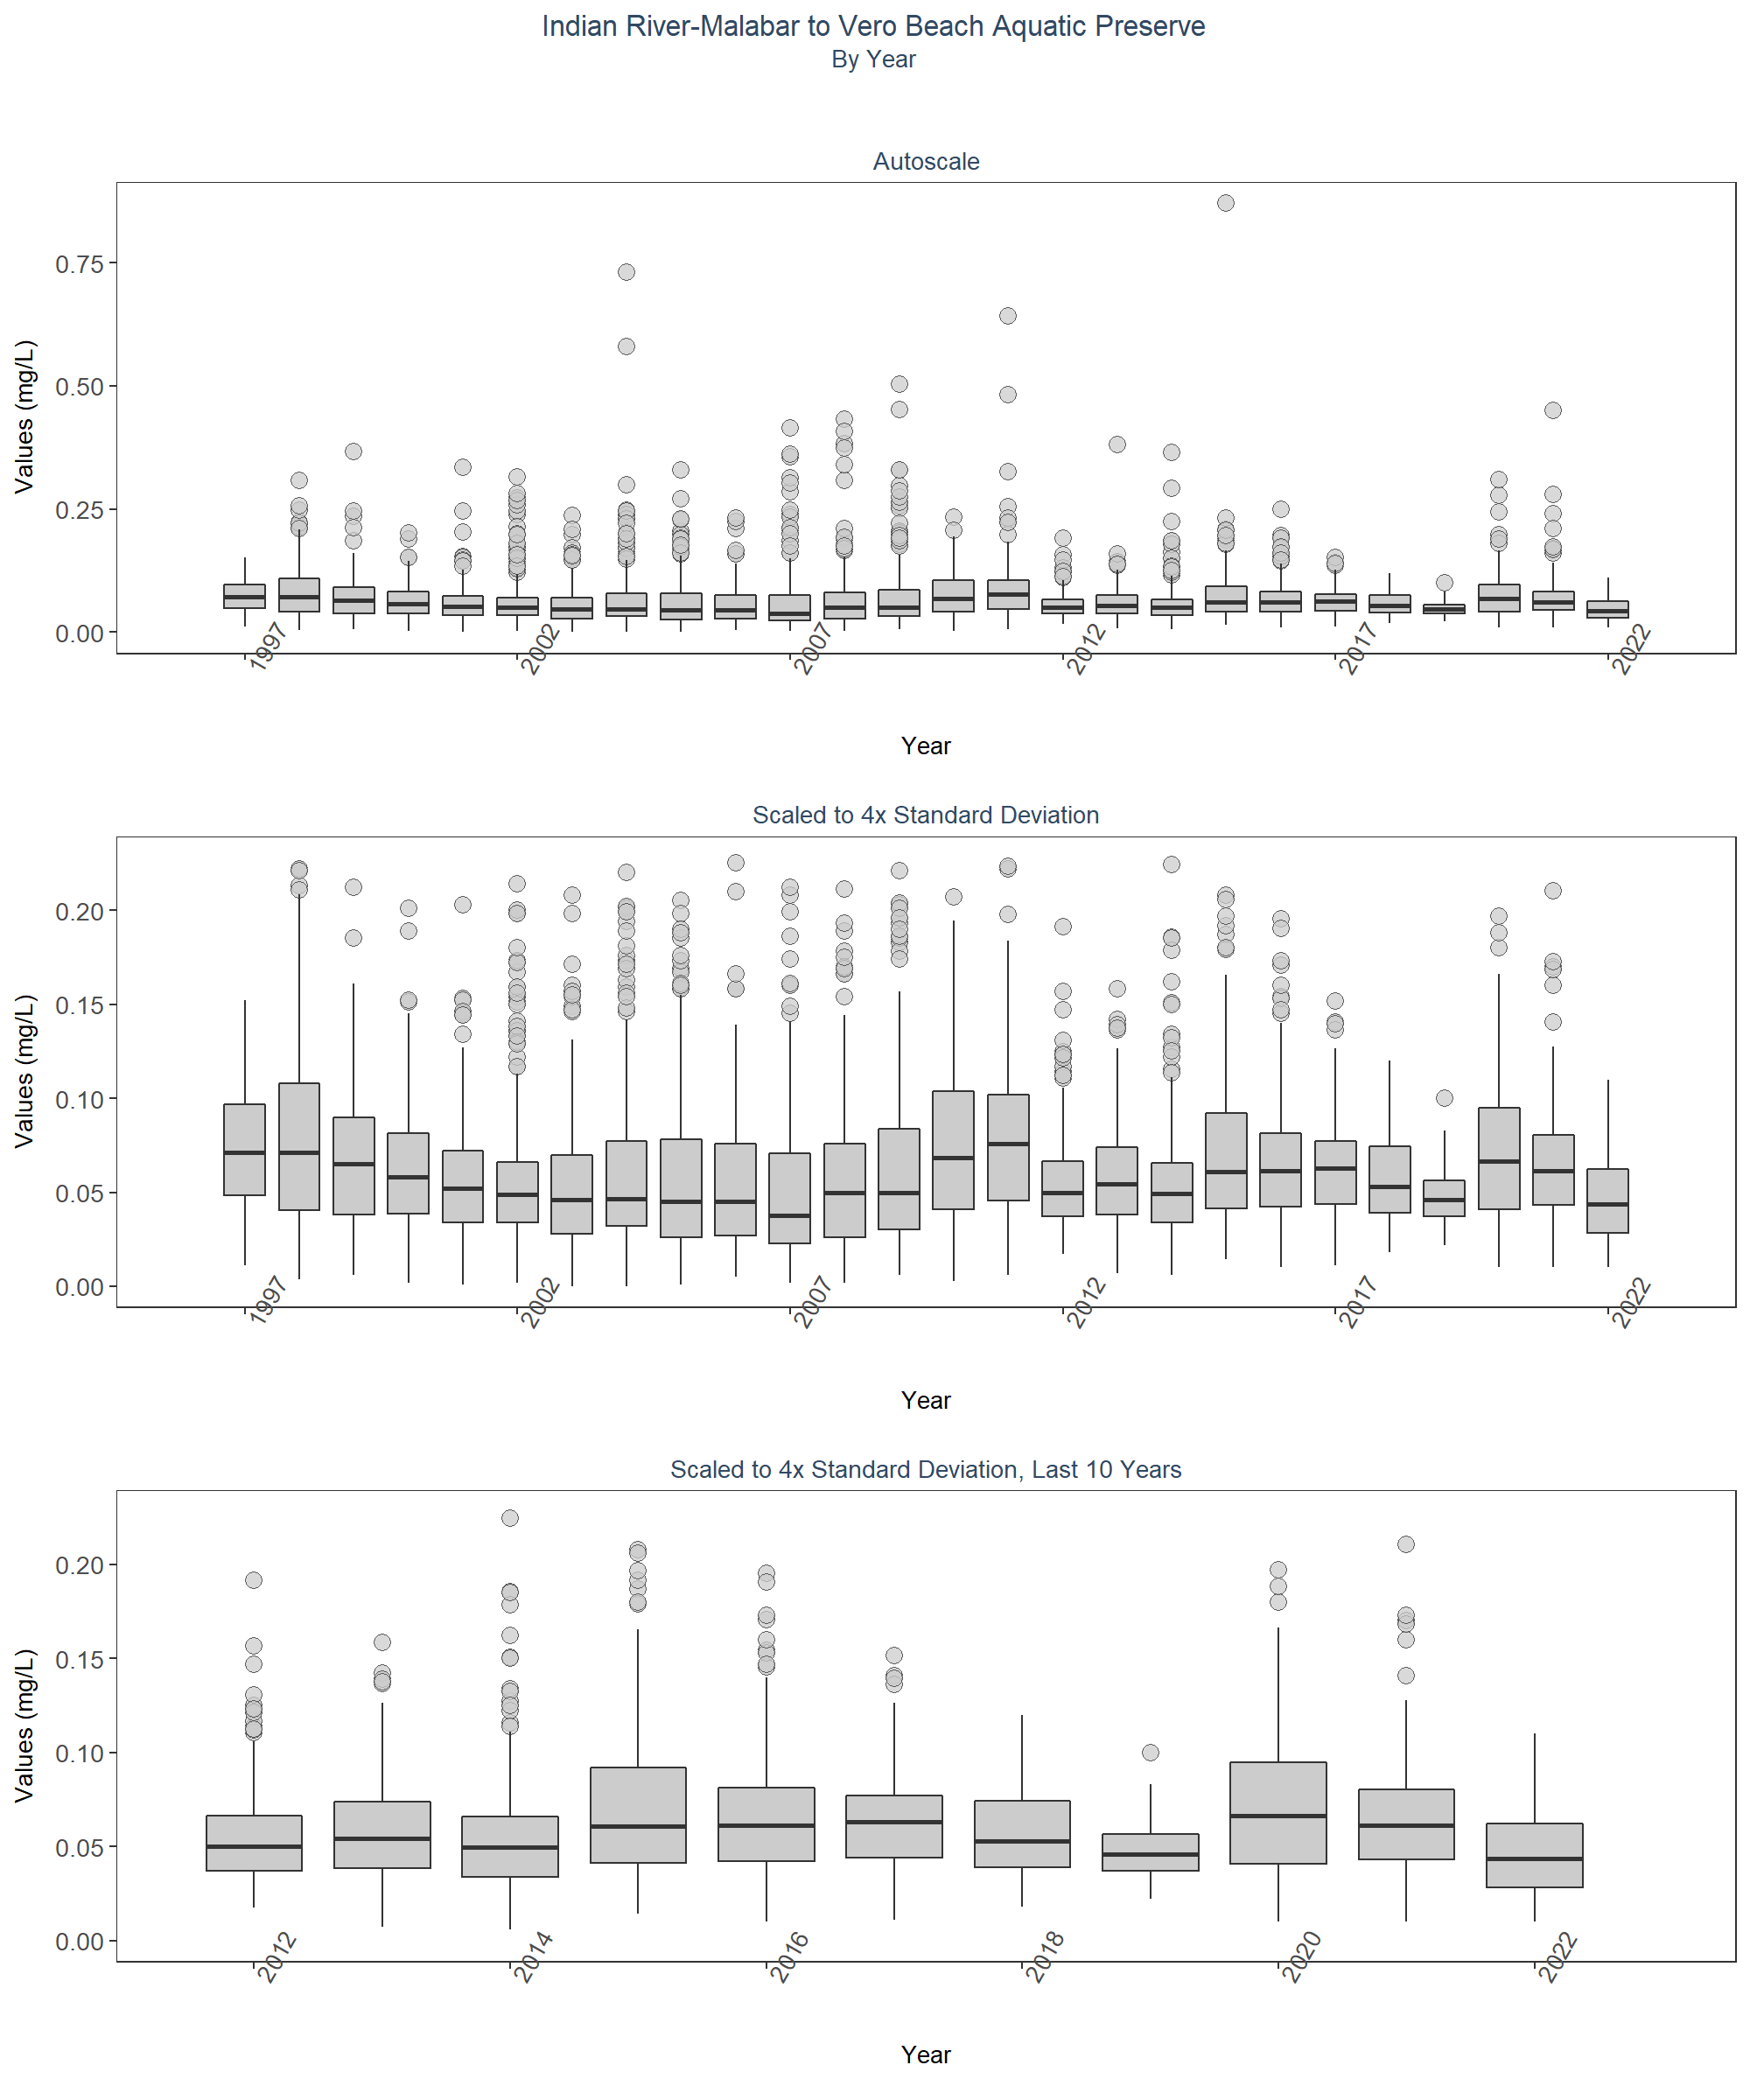 Indian River-Malabar to Vero Beach Aquatic Preserve
By Year
Autoscale
Values (mg/L)
0.75
0.50
0.25
0.00
1997
2002
2007
2012
2017
2022
Year
Scaled to 4x Standard Deviation
Values (mg/L)
0.20
0.15
0.10
0.05
0.00
1997
2002
2007
2012
2017
2022
Year
Scaled to 4x Standard Deviation, Last 10 Years
Values (mg/L)
0.20
0.15
0.10
0.05
0.00
2012
2014
2016
2018
2020
2022
Year